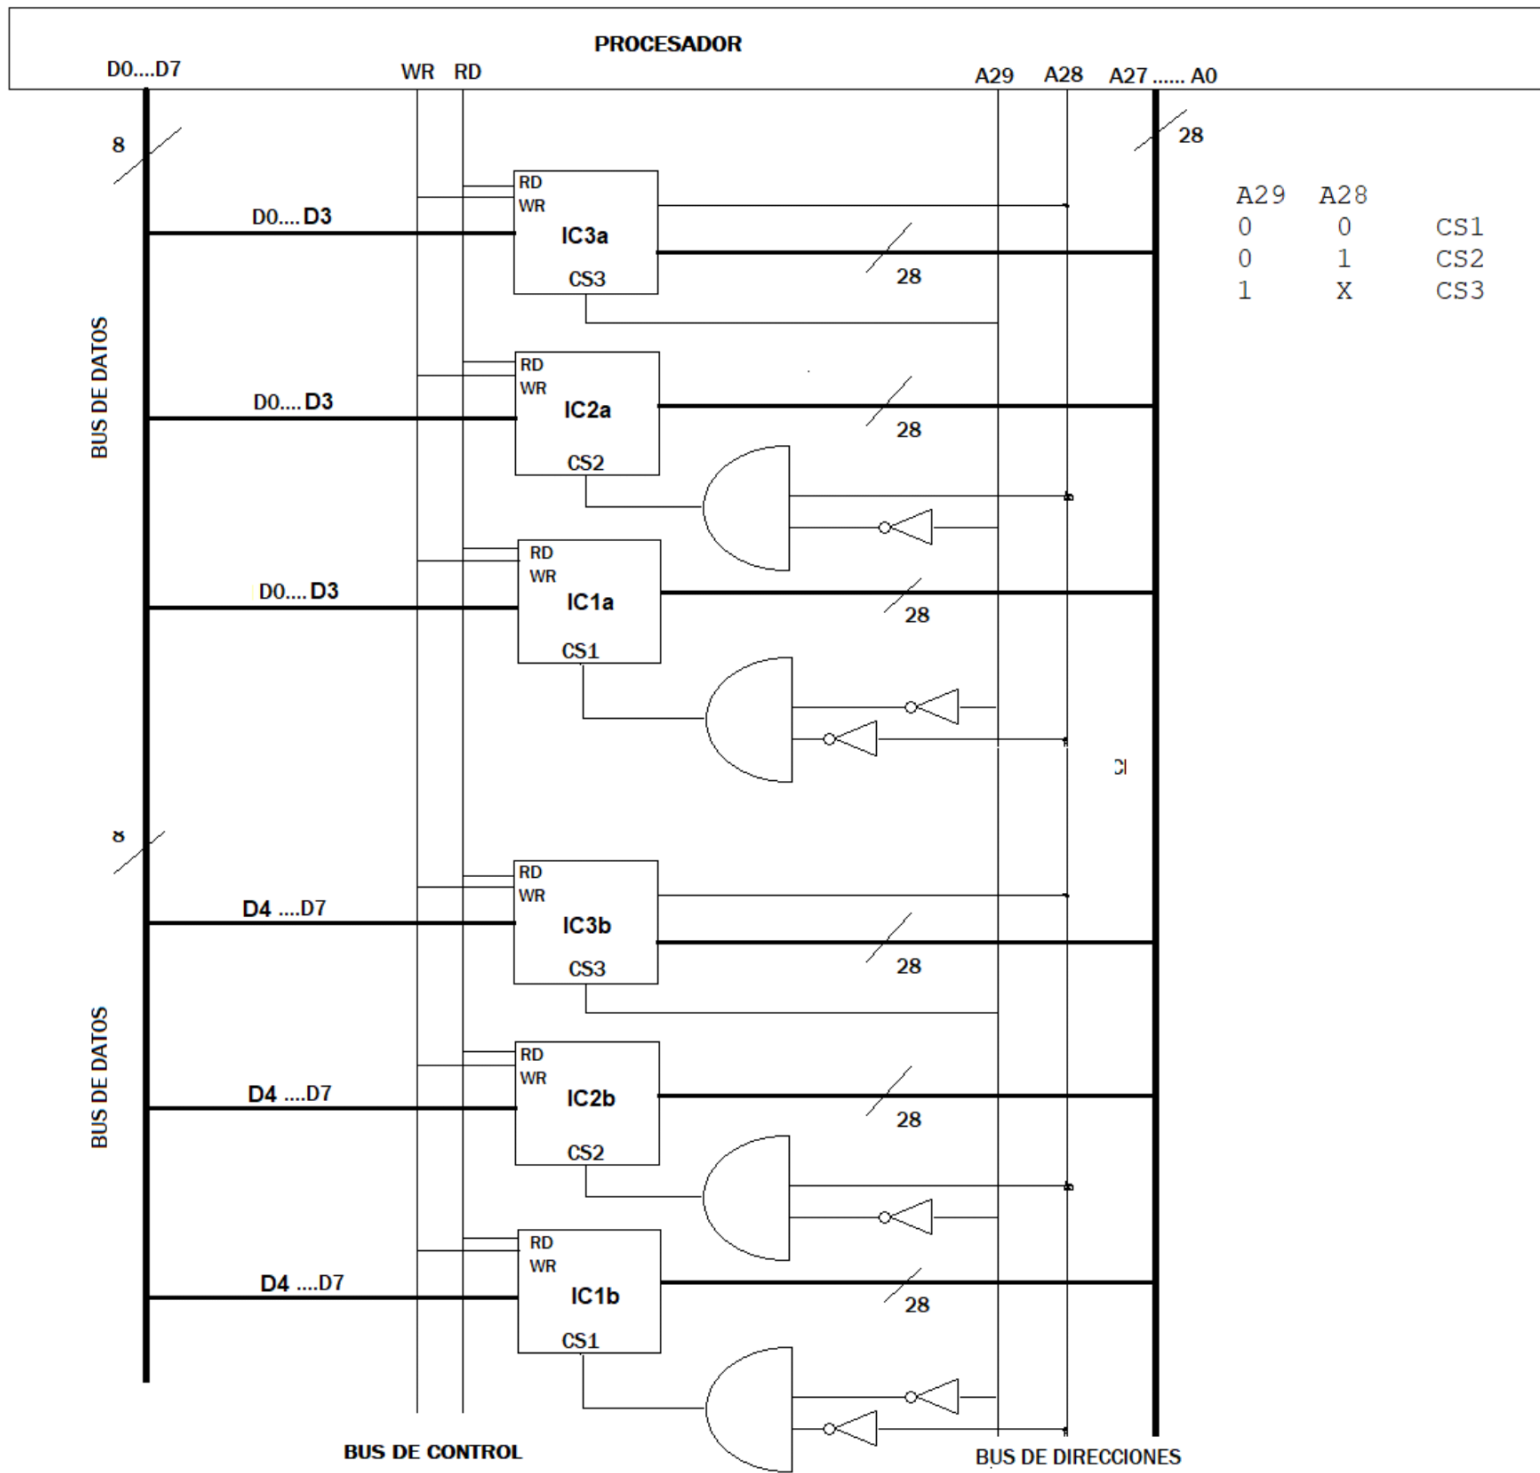 PROCESADOR
D0....D7 WR RD A29 A28 A27 ...... A0
8 28
RD
WR
D0.... D3
IC3a
28
CS3
A29 A28
0 0 CS1
0 1 CS2
1 X CS3
BUS DE DATOS
RD
WR
D0.... D3
IC2a
28
CS2
RD
WR
D0.... D3
IC1a
28
CS1
8
RD
WR
D4 ....D7
IC3b
28
CS3
BUS DE DATOS
RD
WR
D4 ....D7
IC2b
28
CS2
RD
WR
D4 ....D7
IC1b
28
CS1
BUS DE CONTROL
BUS DE DIRECCIONES